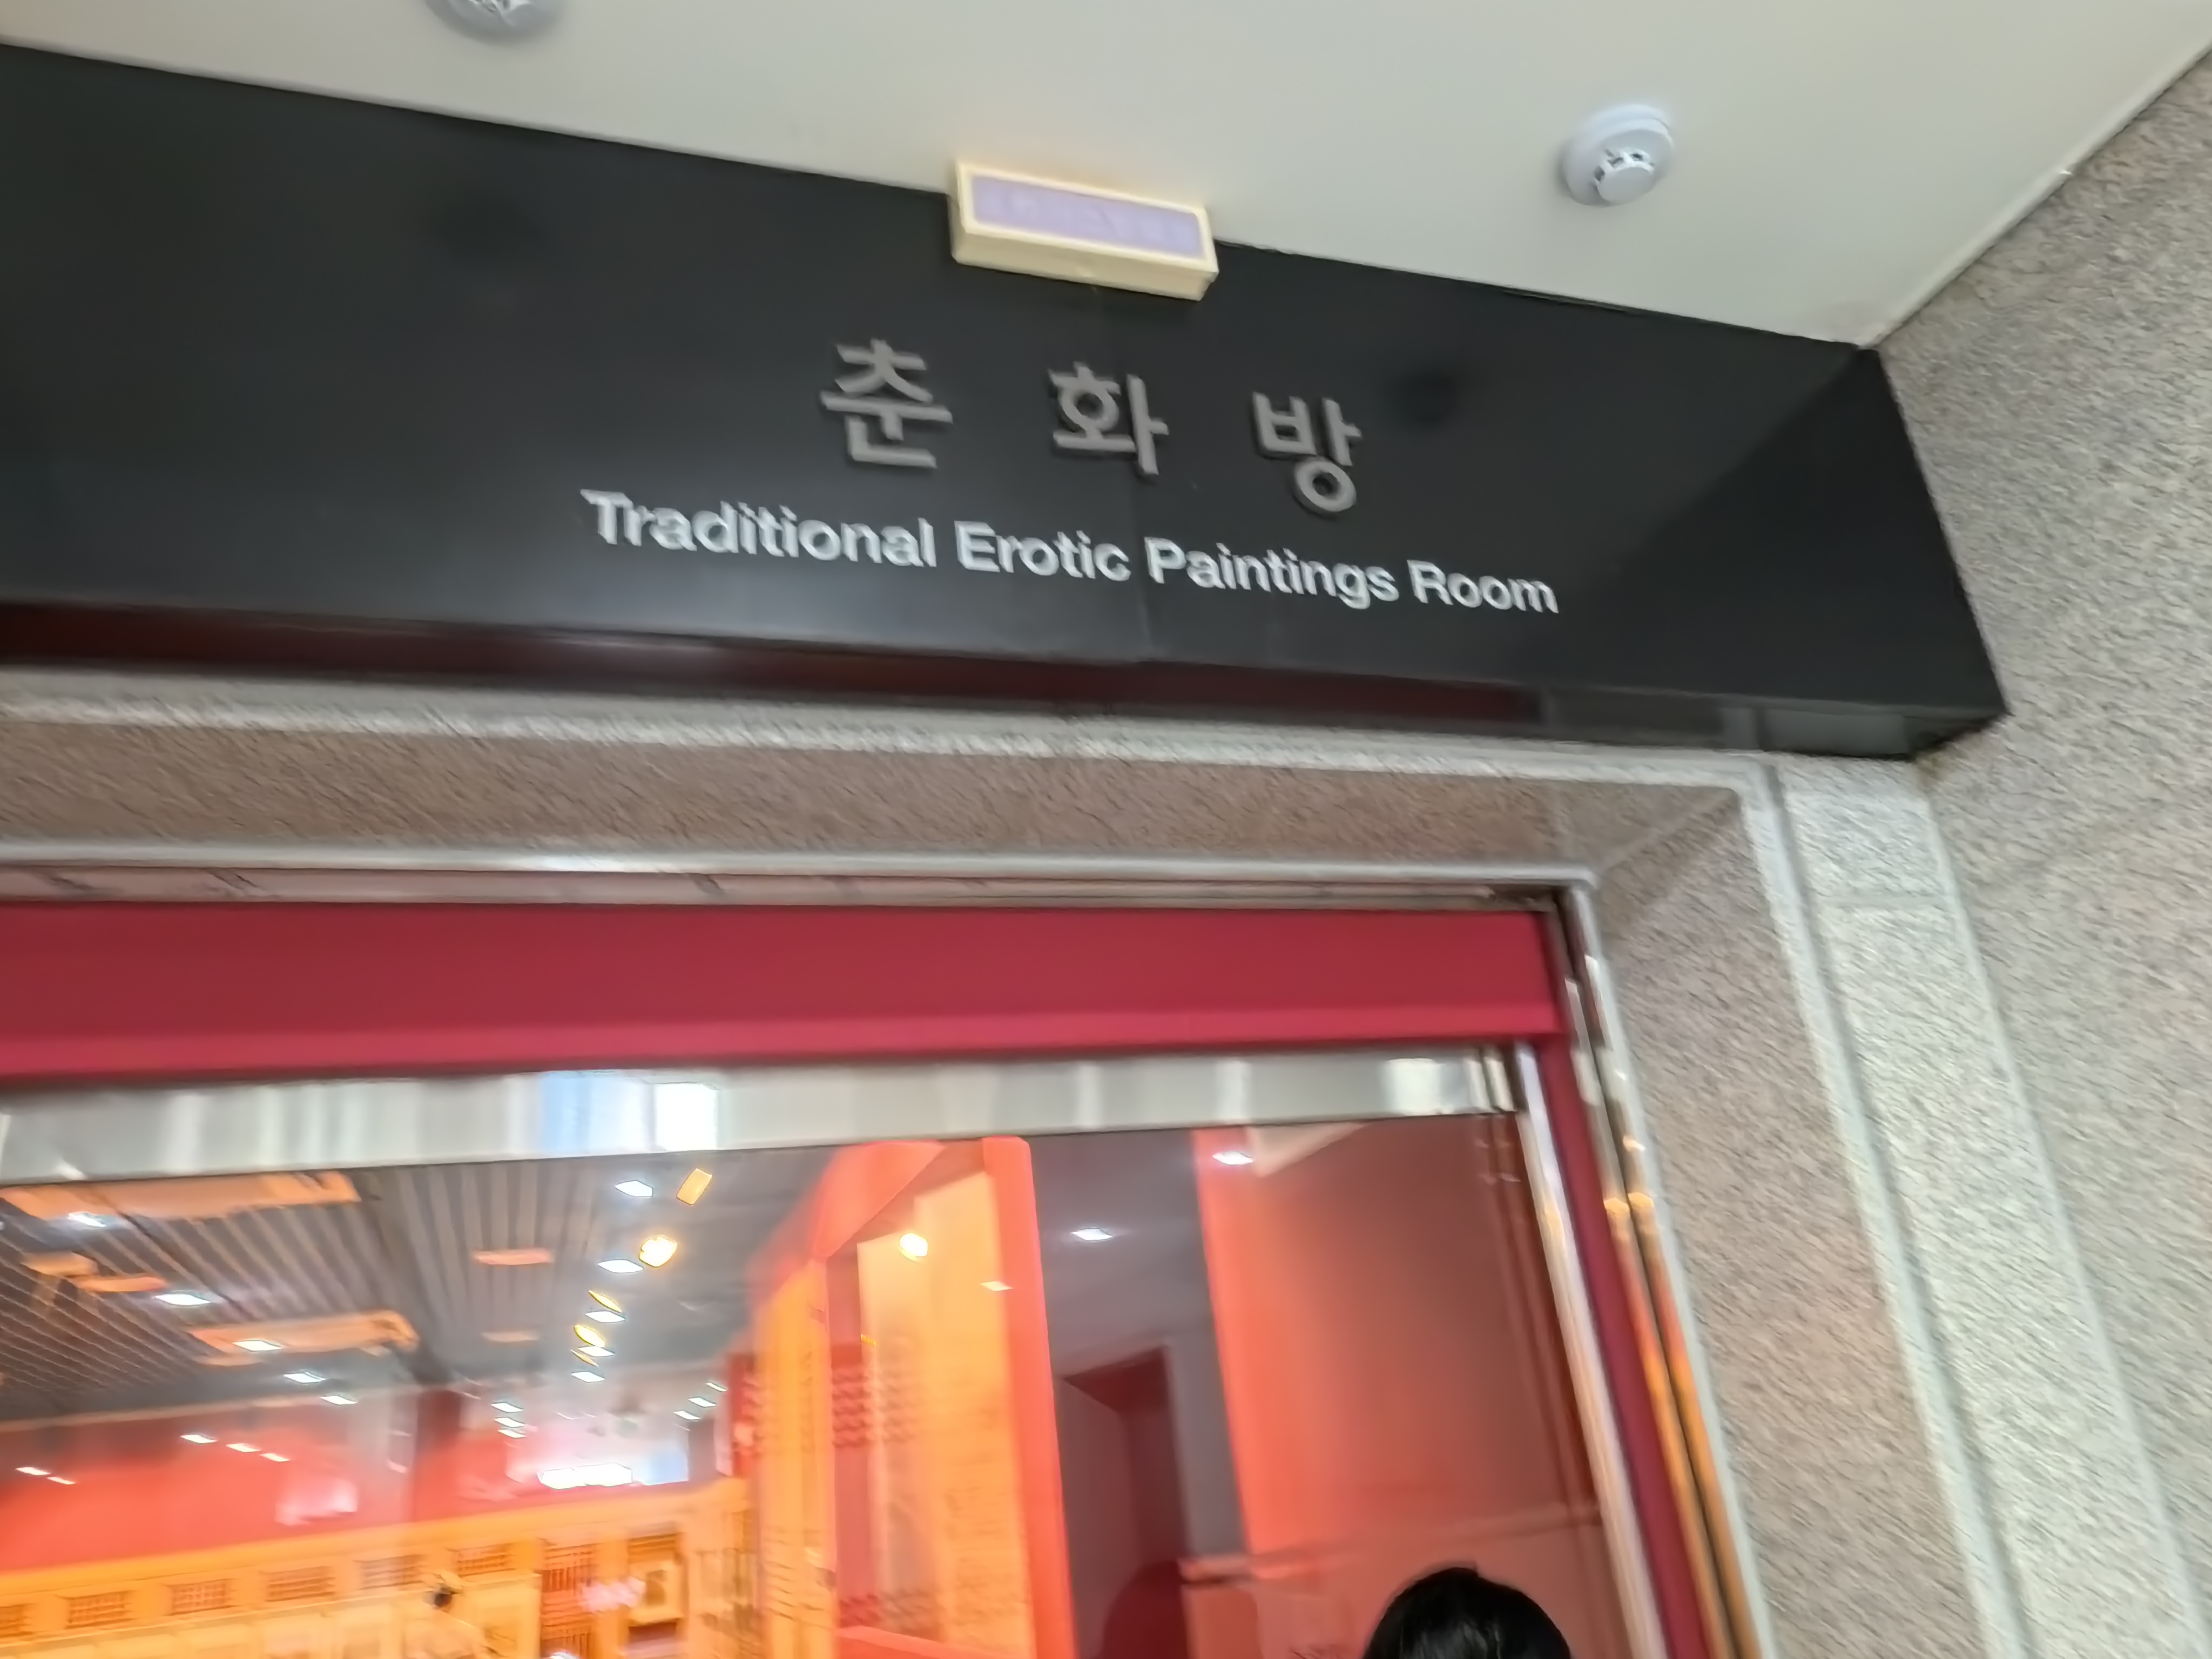 춘화방
Traditional Erotic Paintings Room